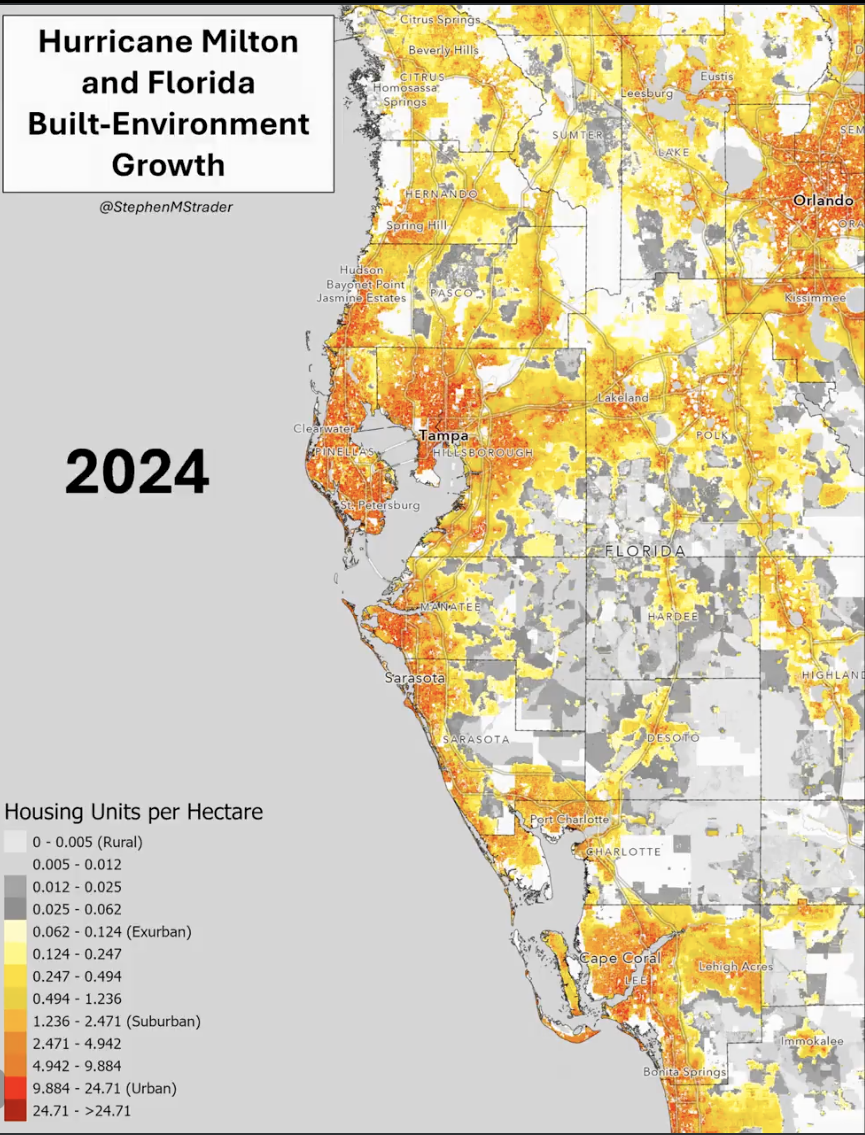 Hurricane Milton
and Florida
Built-Environment
Growth
@StephenMStrader
2024
Citrus Springs
Beverly Hills
CITRUS
Homosassa
Springs
Eustis
Leesburg
SUMTER
LAKE
SEM
Orlando
ORA
HERNANDO
Spring Hill
Hudson
Bayonet Point
Jasmine Estates
PASCO
Kissimmee
Lakeland
Clearwater
Tampa
PINELLAS
HILLSBOROUGH
POLK
St. Petersburg
FLORIDA
MANATEE
HARDEE
Sarasota
HIGHLAND
SARASOTA
DESOTO
Port Charlotte
CHARLOTTE
Cape Coral
LEE
Lehigh Acres
Immokalee
Bonita Springs
Housing Units per Hectare
0 - 0.005 (Rural)
0.005 - 0.012
0.012 - 0.025
0.025 - 0.062
0.062 - 0.124 (Exurban)
0.124 - 0.247
0.247 - 0.494
0.494 - 1.236
1.236 - 2.471 (Suburban)
2.471 - 4.942
4.942 - 9.884
9.884 - 24.71 (Urban)
24.71 - >24.71